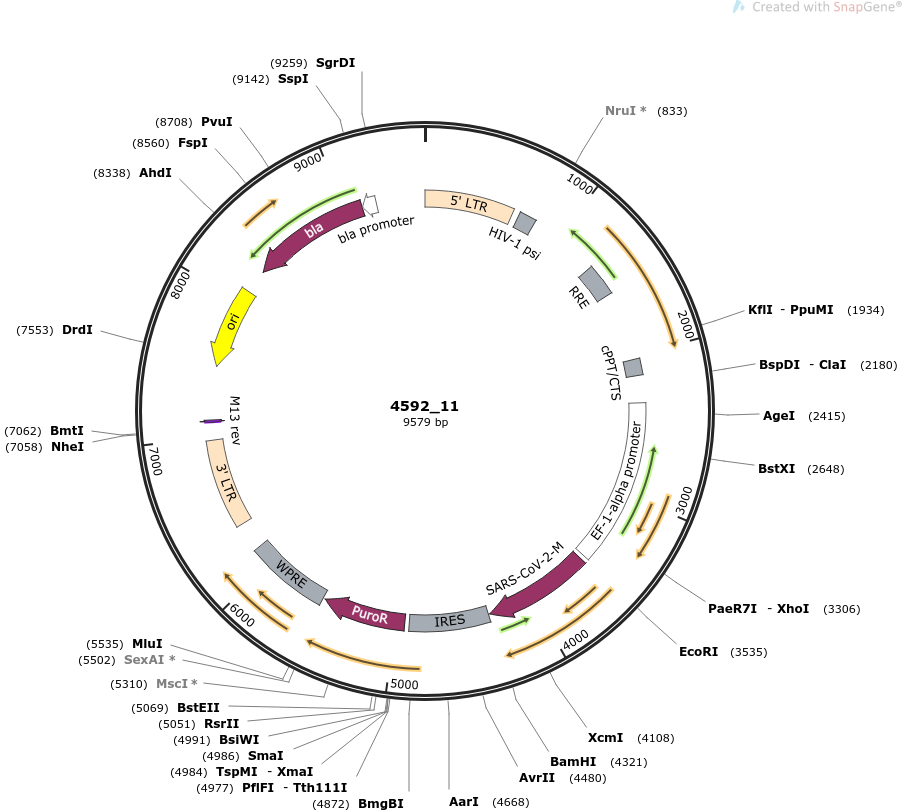 Created with SnapGene®
(9259) SgrDI
(9142) SspI
(8708) PvuI
(8560) FspI
(8338) AhdI
(7553) DrdI
(7062) BmtI
(7058) NheI
(5535) MluI
(5502) SexAI *
(5310) MscI *
(5069) BstEII
(5051) RsrII
(4991) BsiWI
(4986) SmaI
(4984) TspMI - XmaI
(4977) PflFI - Tth111I
(4872) BmgBI
NruI * (833)
KflI - PpuMI (1934)
BspDI - ClaI (2180)
AgeI (2415)
BstXI (2648)
PaeR7I - XhoI (3306)
EcoRI (3535)
XcmI (4108)
BamHI (4321)
AvrII (4480)
AarI (4668)
1000
2000
3000
4000
5000
6000
7000
8000
9000
5' LTR
HIV-1 psi
RRE
cPPT/CTS
EF-1-alpha promoter
SARS-CoV-2-M
IRES
PuroR
WPRE
3' LTR
M13 rev
ori
bla
bla promoter
4592_11
9579 bp